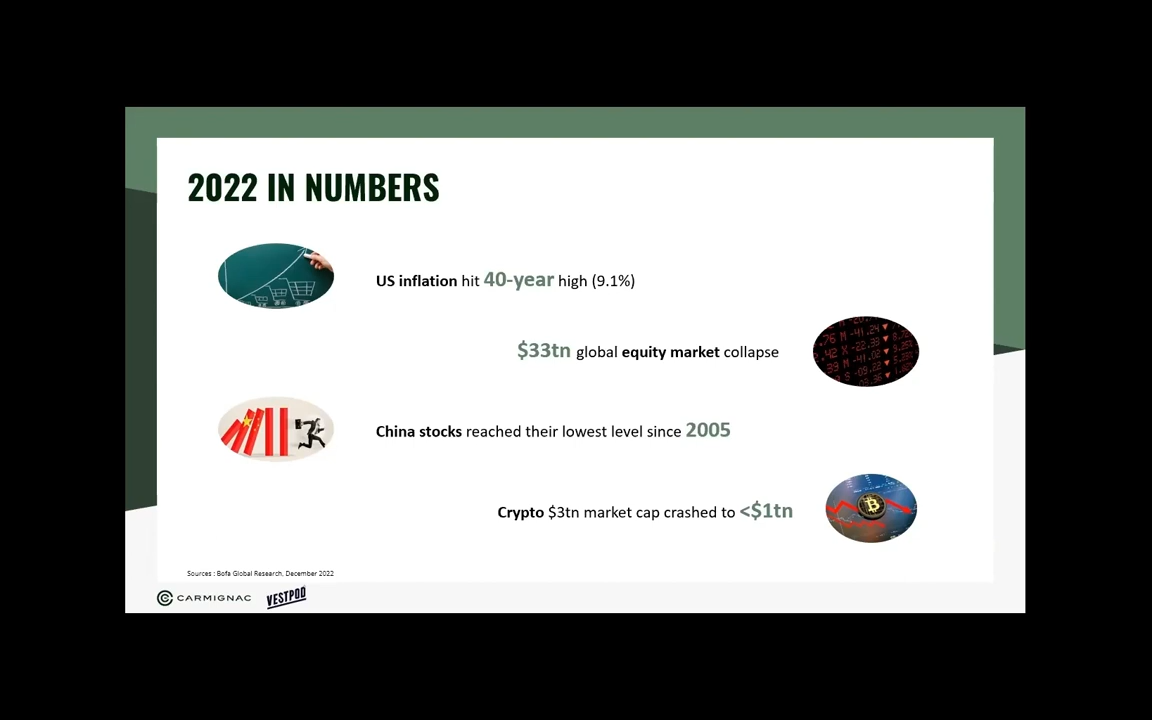 2022 IN NUMBERS
US inflation hit 40-year high (9.1%)
$33tn global equity market collapse
China stocks reached their lowest level since 2005
Crypto $3tn market cap crashed to <$1tn
Sources : Bofa Global Research, December 2022
CARMIGNAC VESTPOD